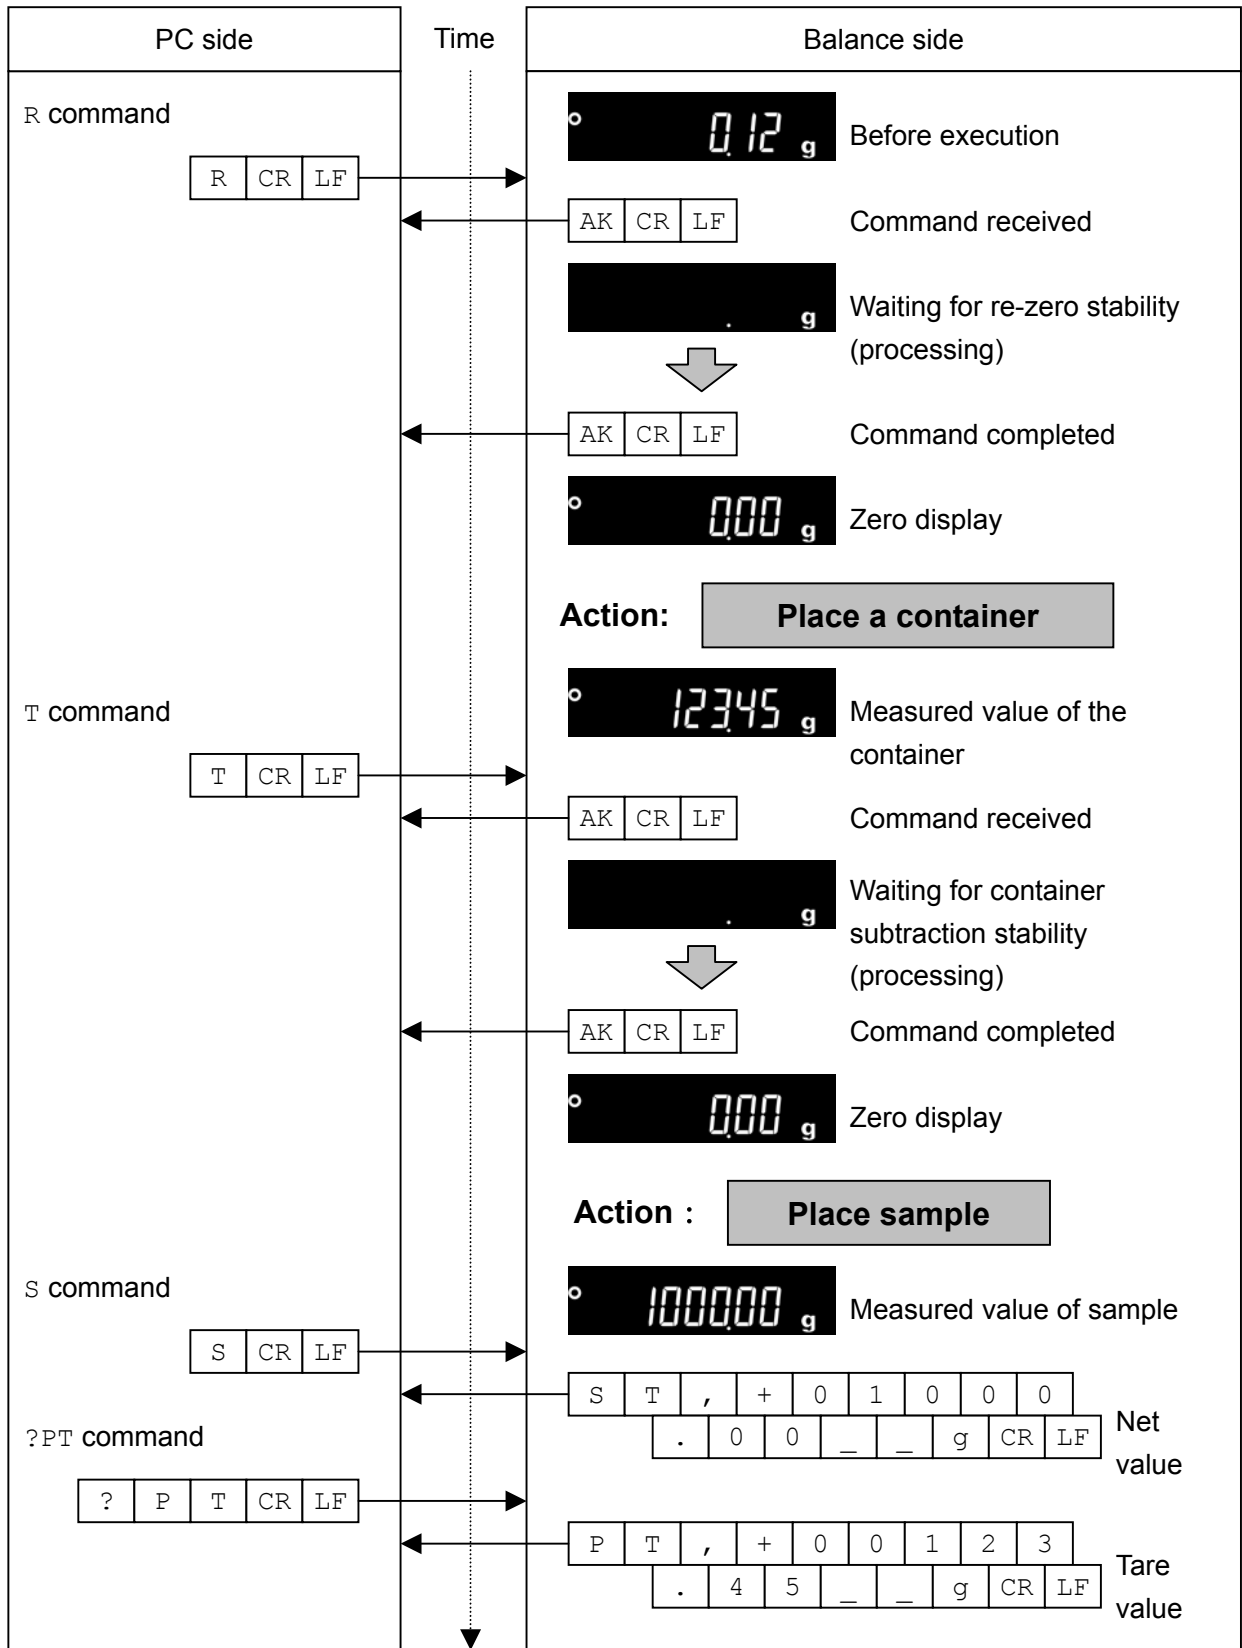 PC side Time Balance side
R command
0.12 g Before execution
R CR LF
AK CR LF Command received
. g Waiting for re-zero stability
(processing)
AK CR LF Command completed
0.00 g Zero display
Action: Place a container
T command
123.45 g Measured value of the
container
T CR LF
AK CR LF Command received
. g Waiting for container
subtraction stability
(processing)
AK CR LF Command completed
0.00 g Zero display
Action : Place sample
S command
1000.00 g Measured value of sample
S CR LF
S T , + 0 1 0 0 0
. 0 0 _ _ g CR LF
Net
value
?PT command
? P T CR LF
P T , + 0 0 1 2 3
. 4 5 _ _ g CR LF
Tare
value